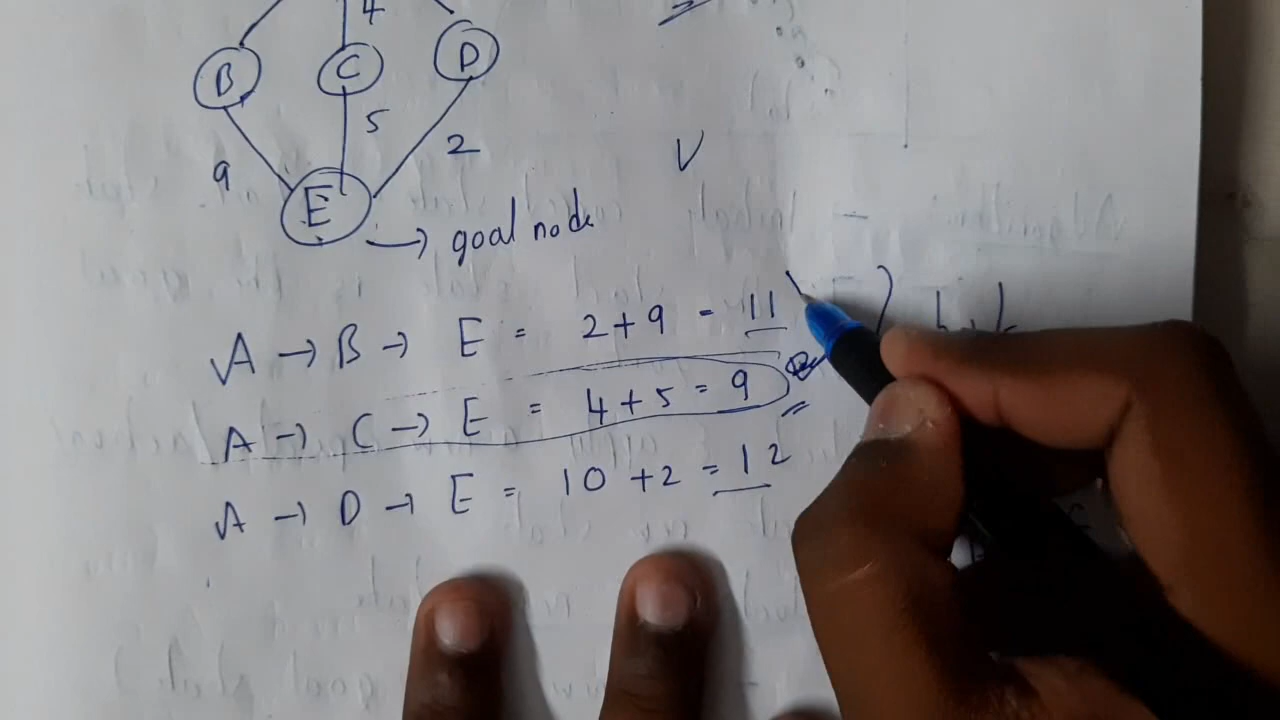 4
B C D
5
9 2
E
→ goal node
A → B → E = 2+9 = 11
A → C → E = 4+5 = 9
A → D → E = 10+2 = 12